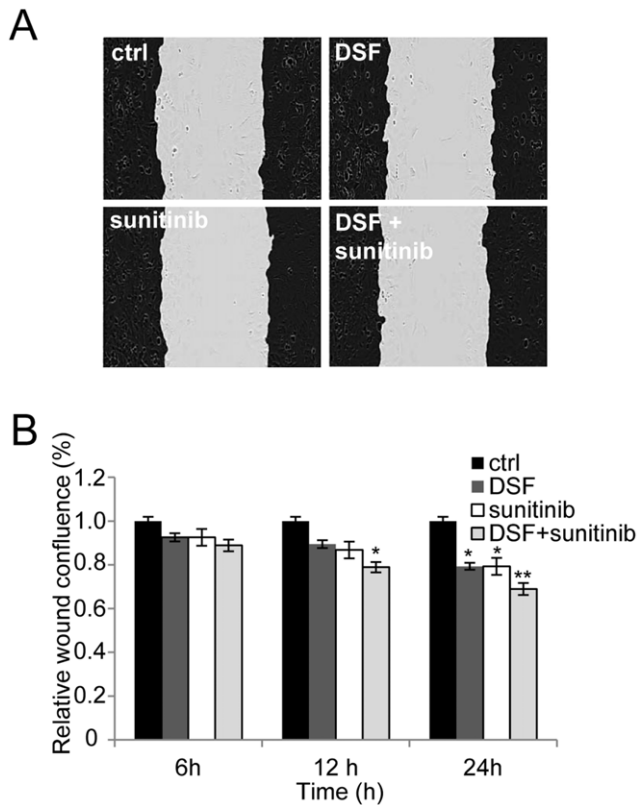 A
ctrl
DSF
sunitinib
DSF +
sunitinib
B
Relative wound confluence (%)
1.2
1.0
0.8
0.6
0.4
0.2
0
ctrl
DSF
sunitinib
DSF+sunitinib
*
*
*
**
6h
12 h
24h
Time (h)